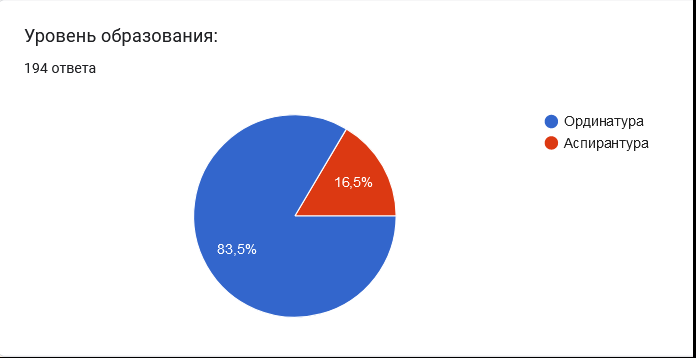 Уровень образования:
194 ответа
Ординатура
Аспирантура
16,5%
83,5%